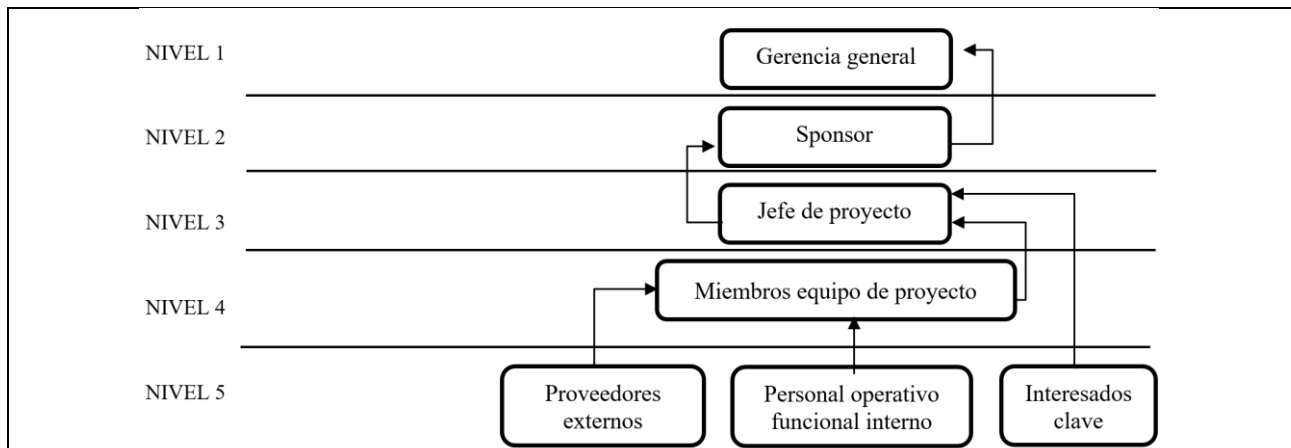 NIVEL 1
Gerencia general
NIVEL 2
Sponsor
NIVEL 3
Jefe de proyecto
NIVEL 4
Miembros equipo de proyecto
NIVEL 5
Proveedores
externos
Personal operativo
funcional interno
Interesados
clave